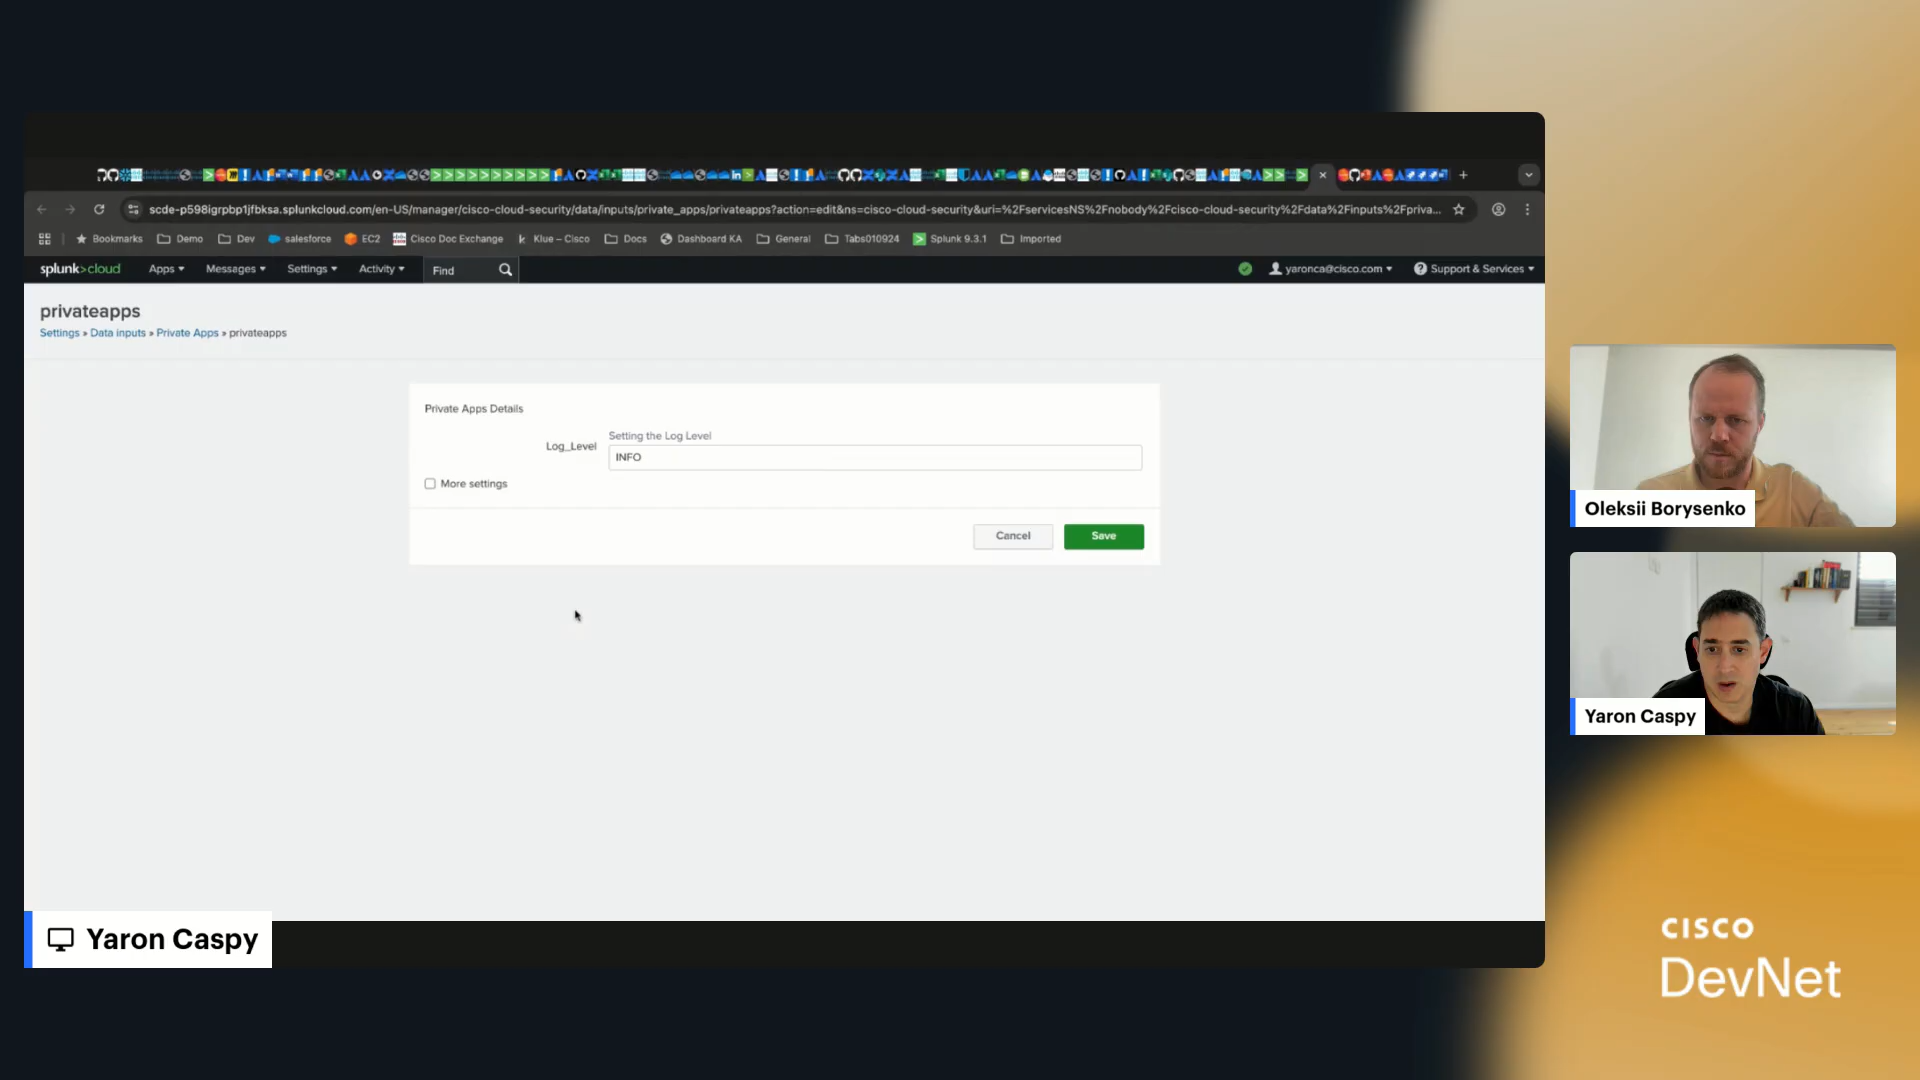 scde-p598igrpbp1jfbksa.splunkcloud.com/en-US/manager/cisco-cloud-security/data/inputs/private_apps/privateapps?action=edit&ns=cisco-cloud-security&uri=%2FservicesNS%2Fnobody%2Fcisco-cloud-security%2Fdata%2Finputs%2Fpriva...
Bookmarks Demo Dev salesforce EC2 Cisco Doc Exchange Klue – Cisco Docs Dashboard KA General Tabs010924 Splunk 9.3.1 Imported
splunk>cloud Apps Messages Settings Activity Find yaronca@cisco.com Support & Services
privateapps
Settings » Data inputs » Private Apps » privateapps
Private Apps Details
Setting the Log Level
Log_Level
INFO
More settings
Cancel Save
Oleksii Borysenko
Yaron Caspy
Yaron Caspy
CISCO
DevNet